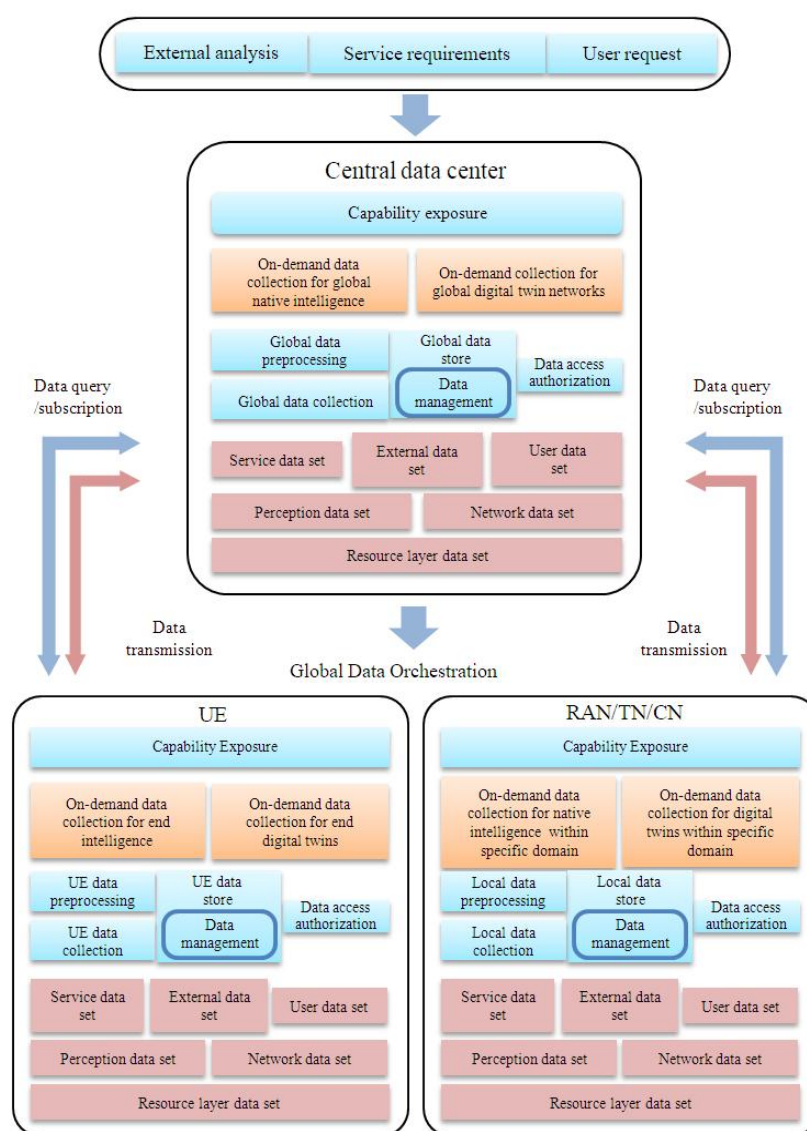 External analysis
Service requirements
User request
Central data center
Capability exposure
On-demand data
collection for global
native intelligence
On-demand collection for
global digital twin networks
Global data
preprocessing
Global data
store
Data access
authorization
Global data collection
Data
management
Data query
/subscription
Data query
/subscription
Service data set
External data
set
User data
set
Perception data set
Network data set
Resource layer data set
Data
transmission
Data
transmission
Global Data Orchestration
UE
Capability Exposure
On-demand data
collection for end
intelligence
On-demand data
collection for end
digital twins
UE data
preprocessing
UE data
store
Data access
authorization
UE data
collection
Data
management
Service data
set
External data
set
User data set
Perception data set
Network data set
Resource layer data set
RAN/TN/CN
Capability Exposure
On-demand data
collection for native
intelligence within
specific domain
On-demand data
collection for digital
twins within specific
domain
Local data
preprocessing
Local data
store
Data access
authorization
Local data
collection
Data
management
Service data
set
External data
set
User data set
Perception data set
Network data set
Resource layer data set